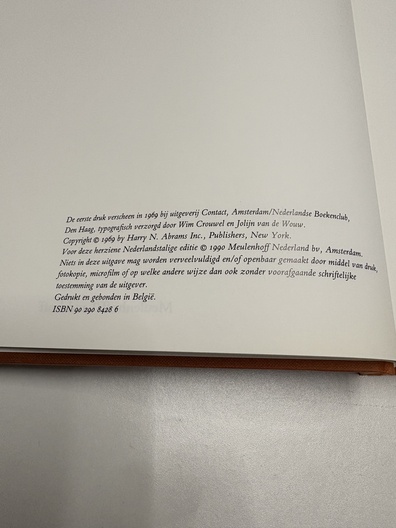 De eerste druk verscheen in 1969 bij uitgeverij Contact, Amsterdam/Nederlandse Boekenclub,
Den Haag, typografisch verzorgd door Wim Crouwel en Jolijn van de Wouw.
Copyright © 1969 by Harry N. Abrams Inc., Publishers, New York.
Voor deze herziene Nederlandstalige editie © 1990 Meulenhoff Nederland bv, Amsterdam.
Niets in deze uitgave mag worden verveelvuldigd en/of openbaar gemaakt door middel van druk,
fotokopie, microfilm of op welke andere wijze dan ook zonder voorafgaande schriftelijke
toestemming van de uitgever.
Gedrukt en gebonden in België.
ISBN 90 290 8428 6